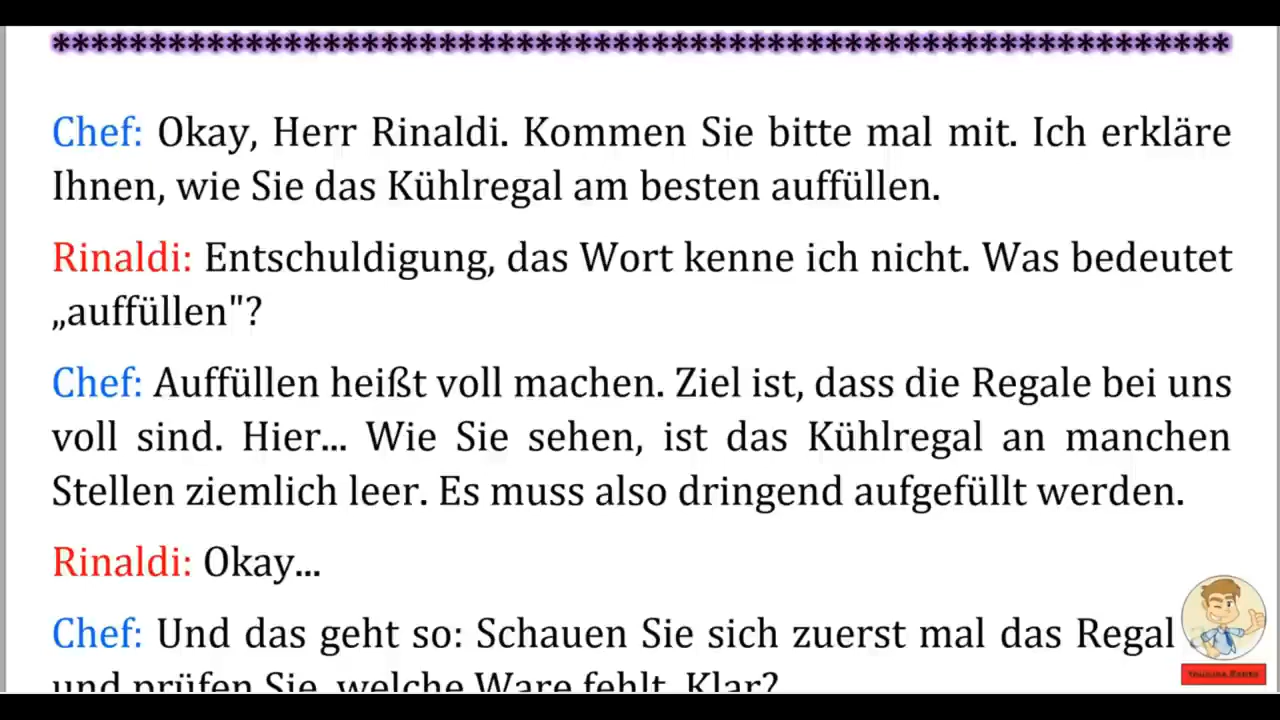 ************************************************************
Chef: Okay, Herr Rinaldi. Kommen Sie bitte mal mit. Ich erkläre
Ihnen, wie Sie das Kühlregal am besten auffüllen.
Rinaldi: Entschuldigung, das Wort kenne ich nicht. Was bedeutet
„auffüllen"?
Chef: Auffüllen heißt voll machen. Ziel ist, dass die Regale bei uns
voll sind. Hier... Wie Sie sehen, ist das Kühlregal an manchen
Stellen ziemlich leer. Es muss also dringend aufgefüllt werden.
Rinaldi: Okay...
Chef: Und das geht so: Schauen Sie sich zuerst mal das Regal
und prüfen Sie, welche Ware fehlt. Klar?